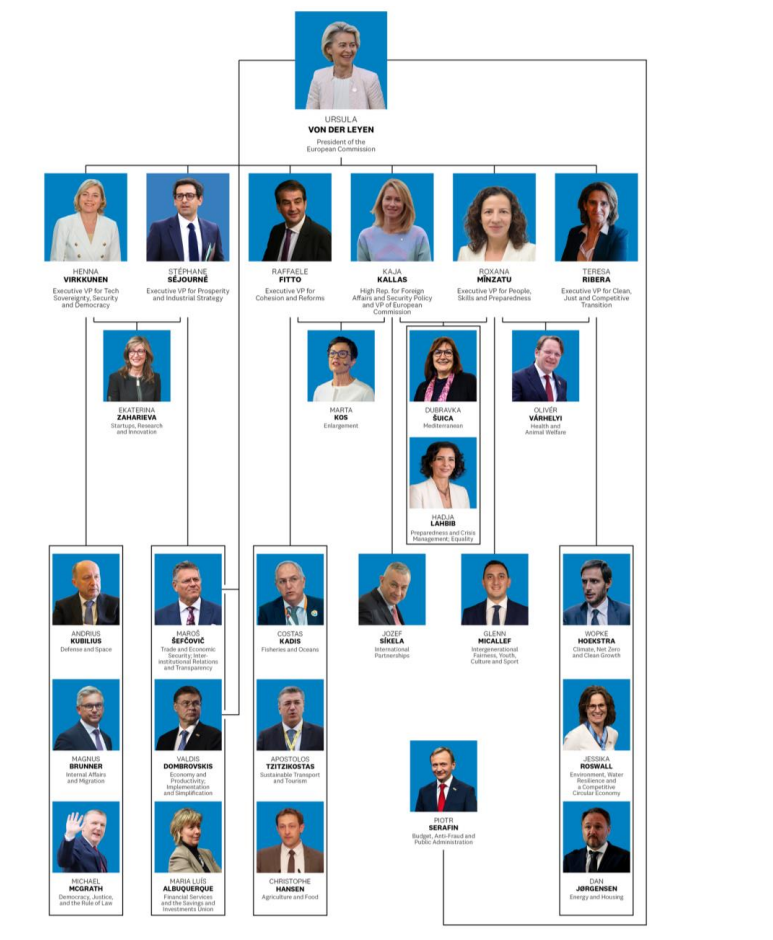 URSULA
VON DER LEYEN
President of the
European Commission
HENNA
VIRKKUNEN
Executive VP for Tech
Sovereignty, Security
and Democracy
STÉPHANE
SÉJOURNÉ
Executive VP for Prosperity
and Industrial Strategy
RAFFAELE
FITTO
Executive VP for
Cohesion and Reforms
KAJA
KALLAS
High Rep. for Foreign
Affairs and Security Policy
and VP of European
Commission
ROXANA
MÎNZATU
Executive VP for People,
Skills and Preparedness
TERESA
RIBERA
Executive VP for Clean,
Just and Competitive
Transition
EKATERINA
ZAHARIEVA
Startups, Research
and Innovation
MARTA
KOS
Enlargement
DUBRAVKA
ŠUICA
Mediterranean
OLIVÉR
VÁRHELYI
Health and
Animal Welfare
HADJA
LAHBIB
Preparedness and Crisis
Management; Equality
ANDRIUS
KUBILIUS
Defense and Space
MAROŠ
ŠEFČOVIČ
Trade and Economic
Security; Inter-
institutional Relations
and Transparency
COSTAS
KADIS
Fisheries and Oceans
JOZEF
SÍKELA
International
Partnerships
GLENN
MICALLEF
Intergenerational
Fairness, Youth,
Culture and Sport
WOPKE
HOEKSTRA
Climate, Net Zero
and Clean Growth
MAGNUS
BRUNNER
Internal Affairs
and Migration
VALDIS
DOMBROVSKIS
Economy and
Productivity;
Implementation
and Simplification
APOSTOLOS
TZITZIKOSTAS
Sustainable Transport
and Tourism
JESSIKA
ROSWALL
Environment, Water
Resilience and
a Competitive
Circular Economy
PIOTR
SERAFIN
Budget, Anti-Fraud and
Public Administration
MICHAEL
MCGRATH
Democracy, Justice,
and the Rule of Law
MARIA LUÍS
ALBUQUERQUE
Financial Services
and the Savings and
Investments Union
CHRISTOPHE
HANSEN
Agriculture and Food
DAN
JØRGENSEN
Energy and Housing